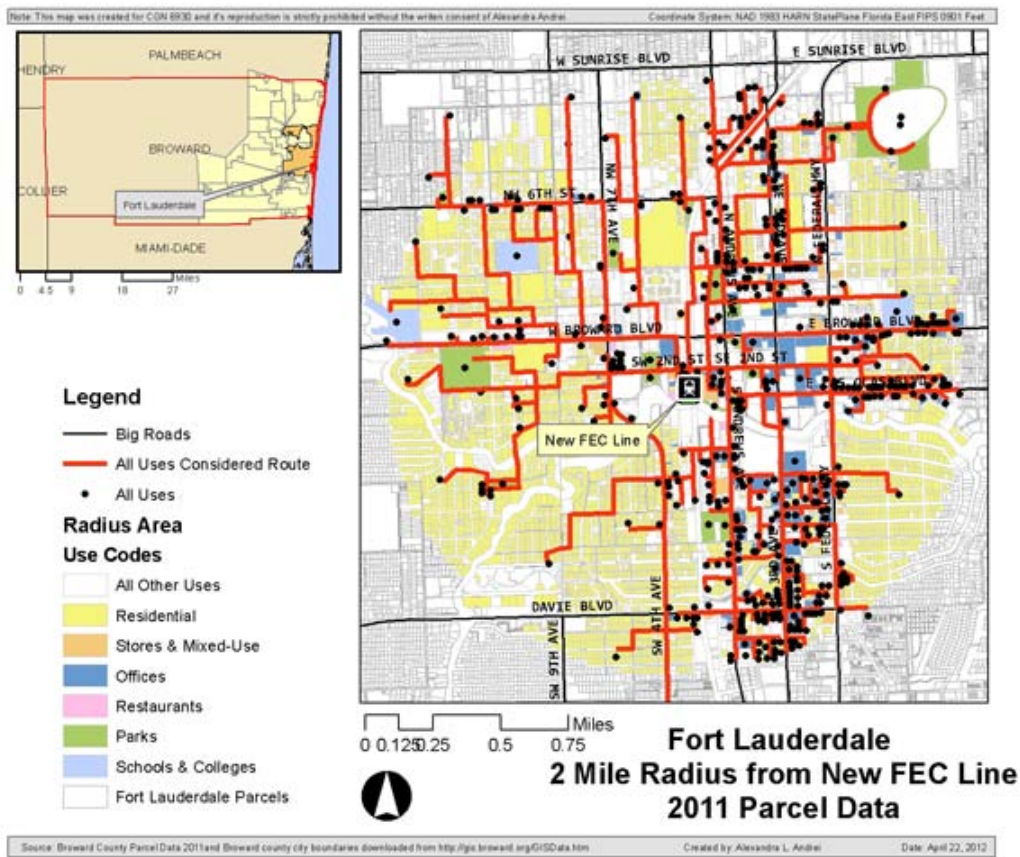 Note: This map was created for CON 6930 and it's reproduction is strictly prohibited without the writen consent of Alexandra Andrei
Coordinate System: NAD 1983 HARN StatePlane Florida East FIPS 0901 Feet
PALMBEACH
HENDRY
BROWARD
COLLIER
Fort Lauderdale
MIAMI-DADE
Miles
0 4.5 9 18 27
W SUNRISE BLVD
E SUNRISE BLVD
NW 6TH ST
NW 7TH AVE
N ANDREWS AVE
FEDERAL HWY
W BROWARD BLVD
E BROWARD BLVD
SW 2ND ST
SE 2ND ST
New FEC Line
S ANDREWS AVE
S FEDERAL HWY
DAVIE BLVD
SW 4TH AVE
SW 9TH AVE
Legend
Big Roads
All Uses Considered Route
All Uses
Radius Area
Use Codes
All Other Uses
Residential
Stores & Mixed-Use
Offices
Restaurants
Parks
Schools & Colleges
Fort Lauderdale Parcels
Miles
0 0.125 0.25 0.5 0.75
Fort Lauderdale
2 Mile Radius from New FEC Line
2011 Parcel Data
Source: Broward County Parcel Data 2011 and Broward county city boundaries downloaded from http://gis.broward.org/GISData.htm
Created by: Alexandra L. Andrei
Date: April 22, 2012